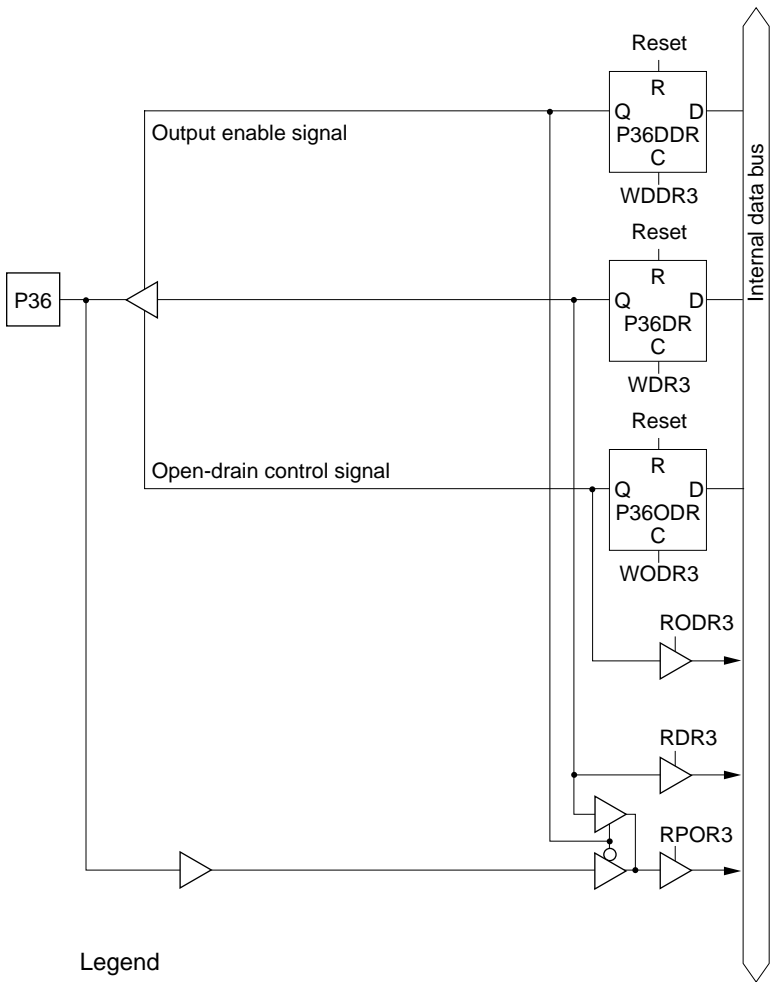 Reset
R
Q D
P36DDR
C
WDDR3
Output enable signal
Internal data bus
Reset
R
P36
Q D
P36DR
C
WDR3
Reset
R
Open-drain control signal
Q D
P36ODR
C
WODR3
RODR3
RDR3
RPOR3
Legend